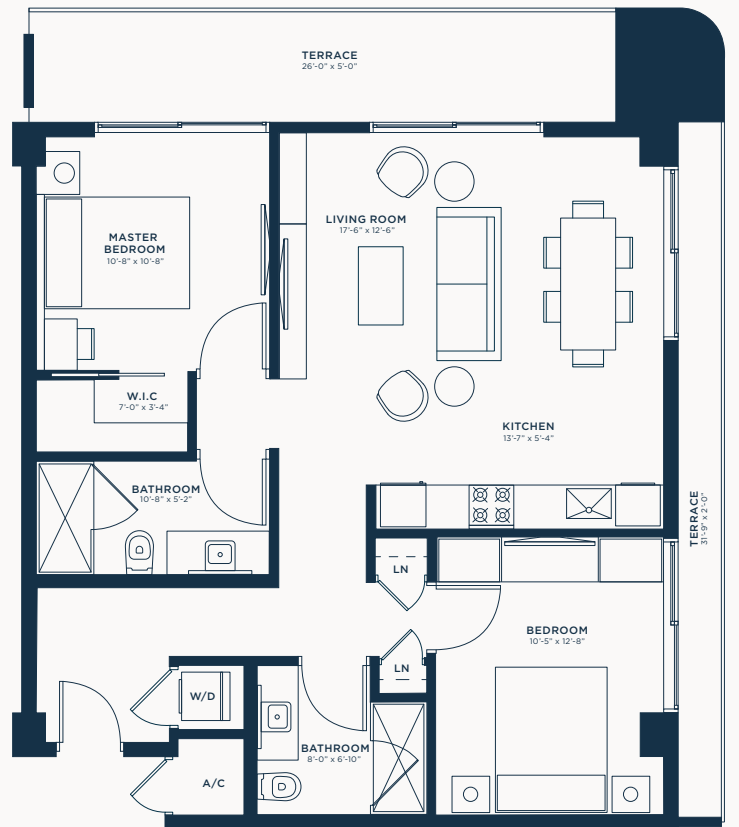 TERRACE
26'-0" x 5'-0"
MASTER
BEDROOM
10'-8" x 10'-8"
LIVING ROOM
17'-6" x 12'-6"
W.I.C
7'-0" x 3'-4"
KITCHEN
13'-7" x 5'-4"
BATHROOM
10'-8" x 5'-2"
TERRACE
31'-9" x 2'-0"
LN
BEDROOM
10'-5" x 12'-8"
LN
W/D
BATHROOM
8'-0" x 6'-10"
A/C